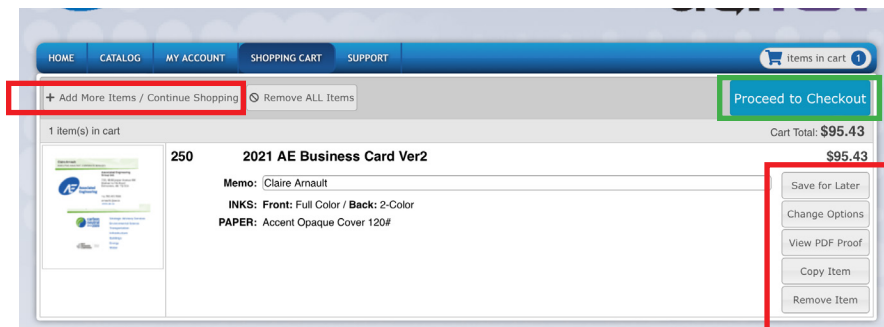 HOME CATALOG MY ACCOUNT SHOPPING CART SUPPORT items in cart 1
+ Add More Items / Continue Shopping Remove ALL Items Proceed to Checkout
1 item(s) in cart Cart Total: $95.43
250 2021 AE Business Card Ver2 $95.43
Memo: Claire Arnault Save for Later
INKS: Front: Full Color / Back: 2-Color
Change Options
PAPER: Accent Opaque Cover 120#
View PDF Proof
Copy Item
Remove Item